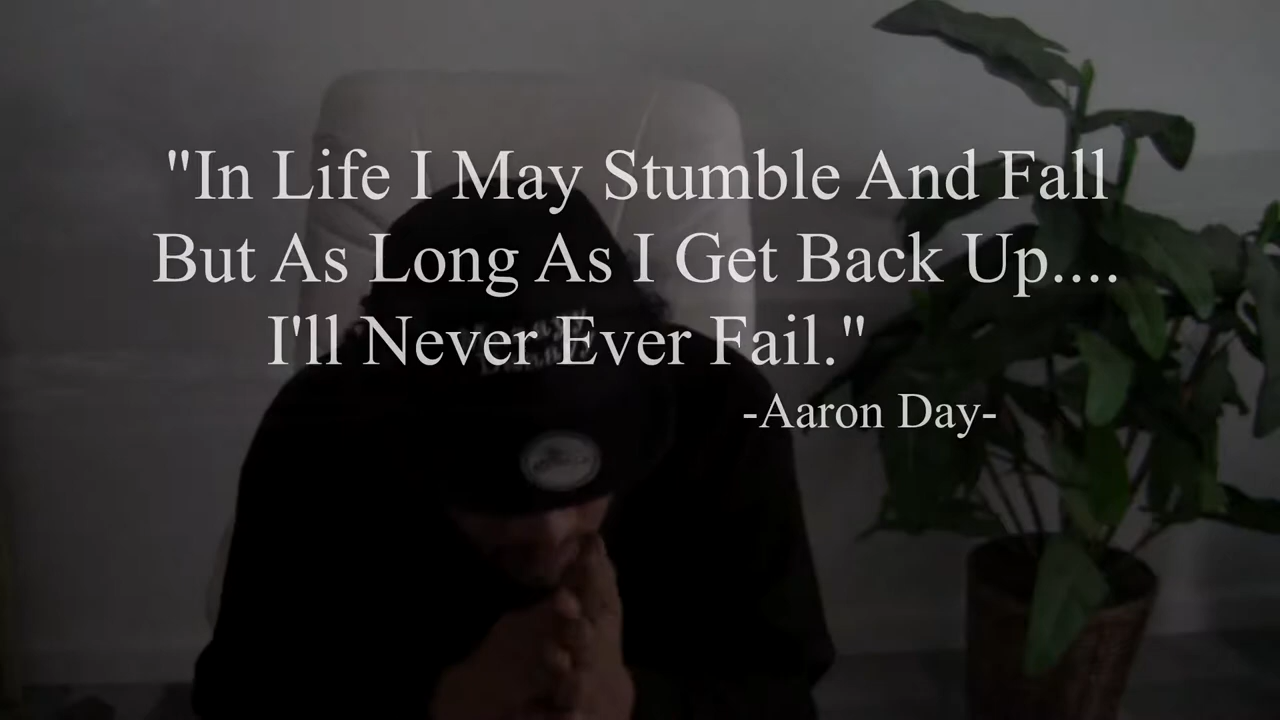 "In Life I May Stumble And Fall
But As Long As I Get Back Up....
I'll Never Ever Fail."
-Aaron Day-